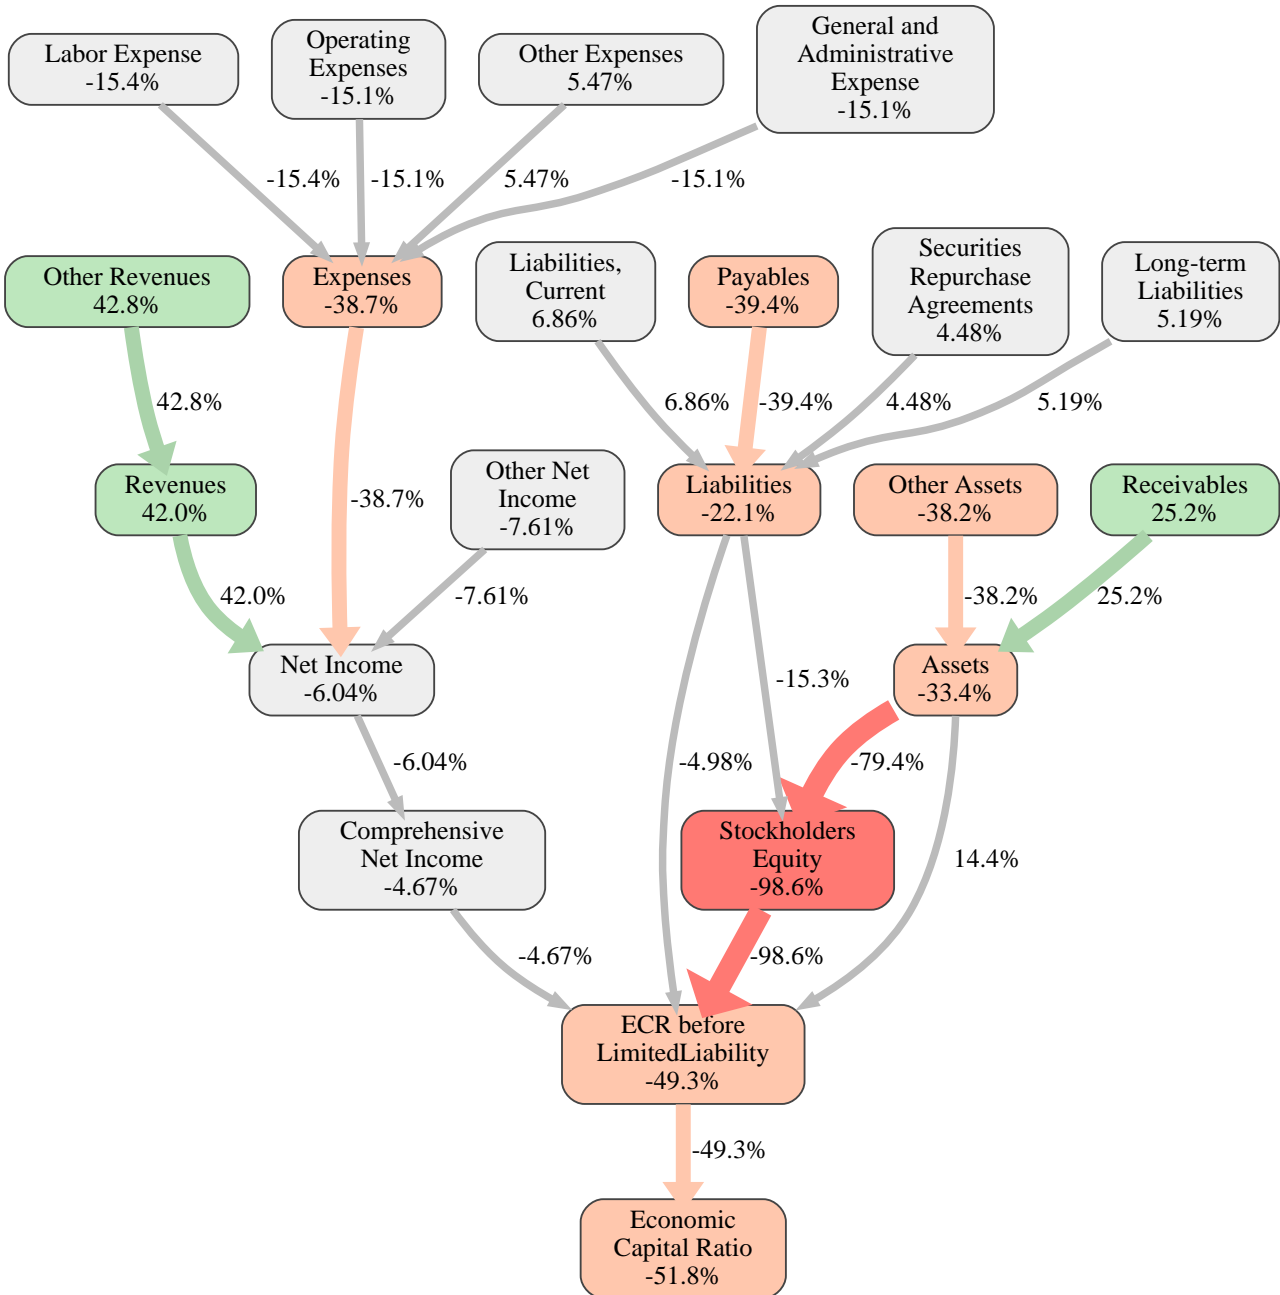 Labor Expense
-15.4%
Operating
Expenses
-15.1%
Other Expenses
5.47%
General and
Administrative
Expense
-15.1%
-15.4%
-15.1%
5.47%
-15.1%
Other Revenues
42.8%
Expenses
-38.7%
Liabilities,
Current
6.86%
Payables
-39.4%
Securities
Repurchase
Agreements
4.48%
Long-term
Liabilities
5.19%
42.8%
6.86%
-39.4%
4.48%
5.19%
Revenues
42.0%
-38.7%
Other Net
Income
-7.61%
Liabilities
-22.1%
Other Assets
-38.2%
Receivables
25.2%
42.0%
-7.61%
-38.2%
25.2%
Net Income
-6.04%
-15.3%
Assets
-33.4%
-6.04%
-4.98%
-79.4%
Comprehensive
Net Income
-4.67%
Stockholders
Equity
-98.6%
14.4%
-4.67%
-98.6%
ECR before
LimitedLiability
-49.3%
-49.3%
Economic
Capital Ratio
-51.8%